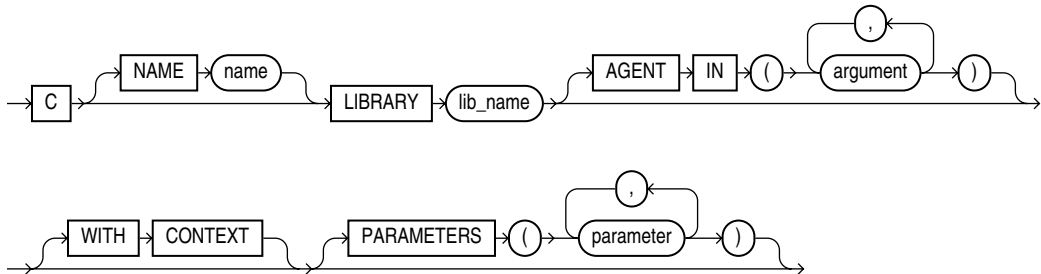 ,
NAME name AGENT IN ( argument )
C LIBRARY lib_name
,
WITH CONTEXT PARAMETERS ( parameter )